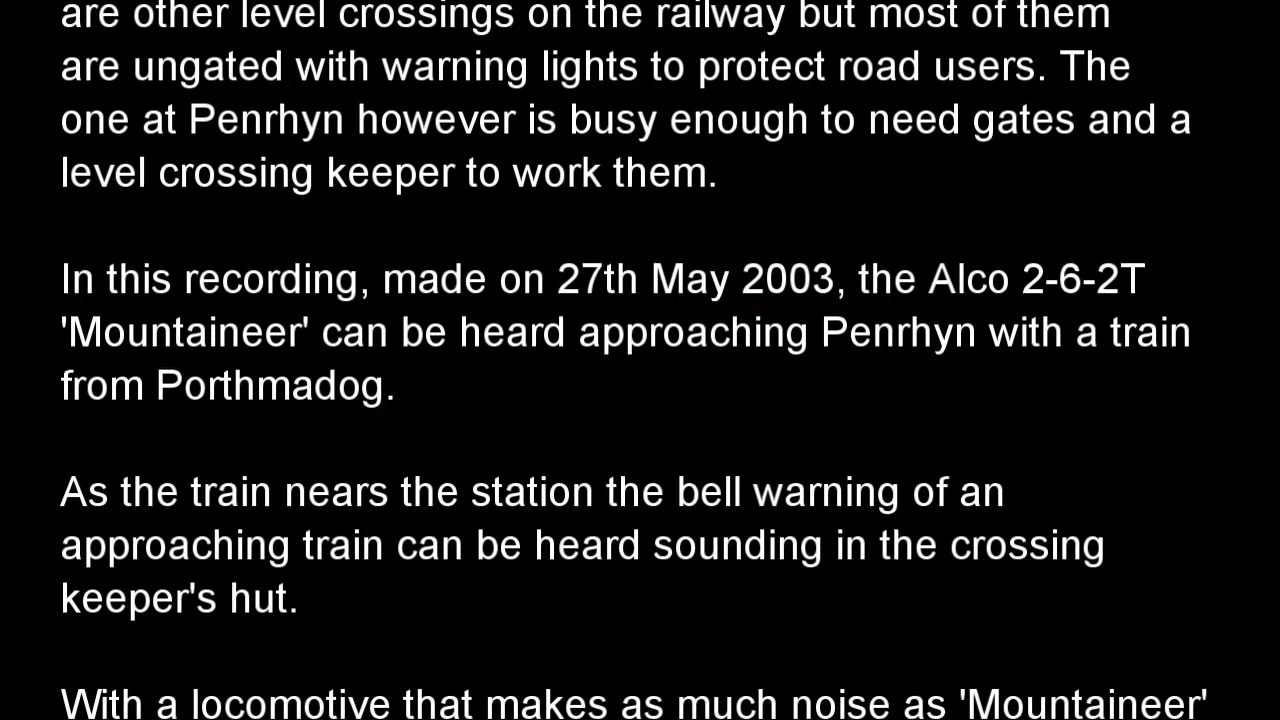 are other level crossings on the railway but most of them
are ungated with warning lights to protect road users. The
one at Penrhyn however is busy enough to need gates and a
level crossing keeper to work them.
In this recording, made on 27th May 2003, the Alco 2-6-2T
'Mountaineer' can be heard approaching Penrhyn with a train
from Porthmadog.
As the train nears the station the bell warning of an
approaching train can be heard sounding in the crossing
keeper's hut.
With a locomotive that makes as much noise as 'Mountaineer'